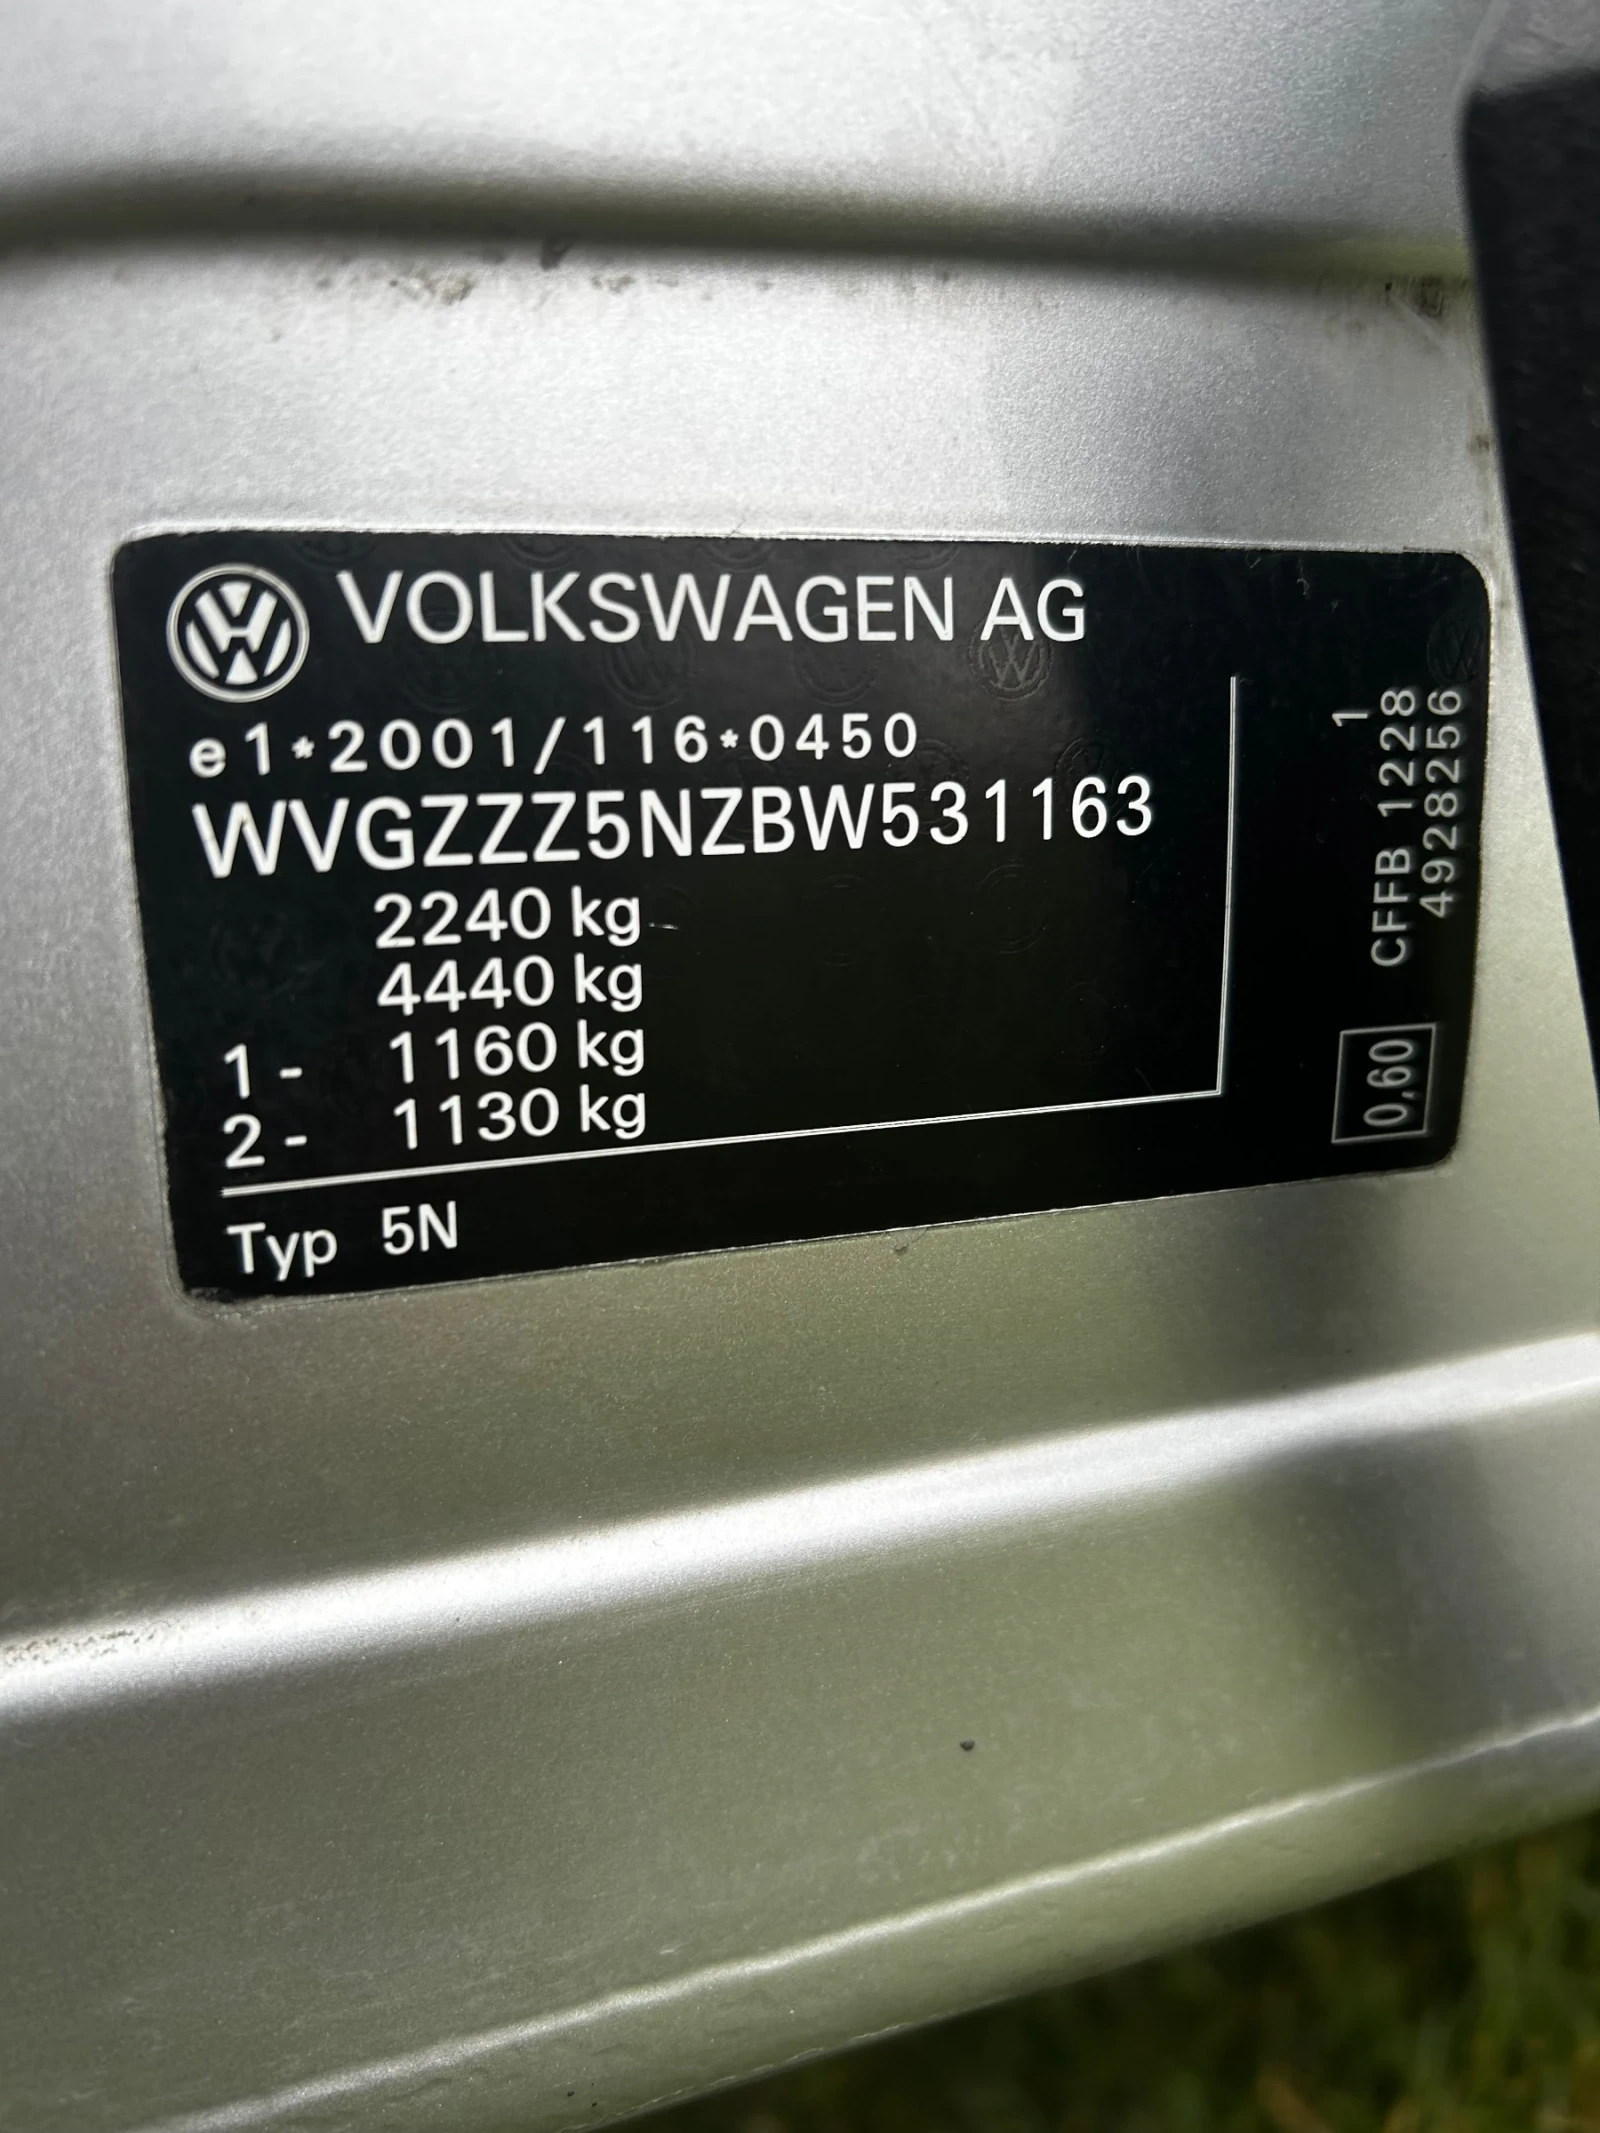 VOLKSWAGEN AG
e1*2001/116*0450
WVGZZZ5NZBW531163
2240 kg
4440 kg
1 - 1160 kg
2 - 1130 kg
Typ 5N
1
CFFB 1228
4928256
0,60